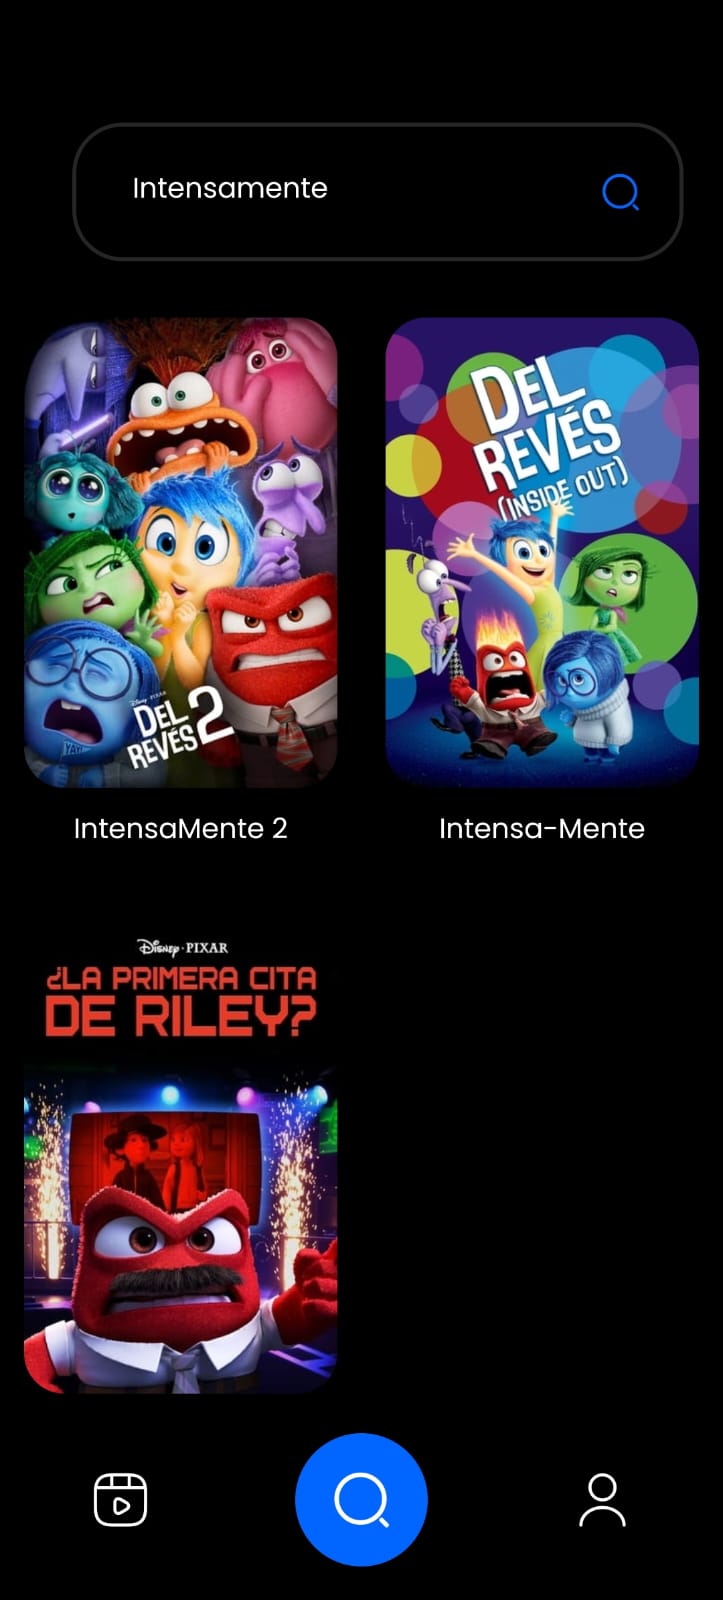 Intensamente
Disney PIXAR
DEL
REVÉS 2
DEL
REVÉS
(INSIDE OUT)
IntensaMente 2
Intensa-Mente
Disney·PIXAR
¿LA PRIMERA CITA
DE RILEY?